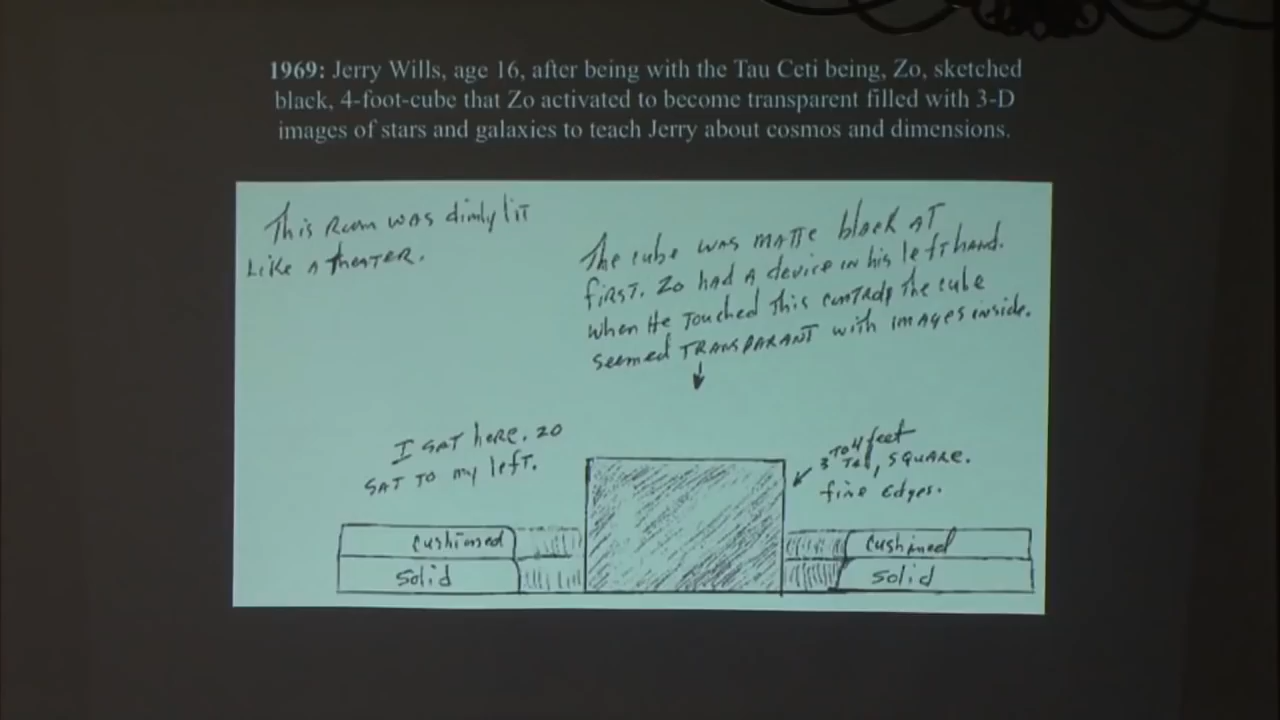 1969: Jerry Wills, age 16, after being with the Tau Ceti being, Zo, sketched
black, 4-foot-cube that Zo activated to become transparent filled with 3-D
images of stars and galaxies to teach Jerry about cosmos and dimensions.
This Room was dimly lit
Like a theater.
The cube was matte black at
first. Zo had a device in his left hand.
when He touched this control, the cube
seemed TRANSPARANT with images inside.
I sat here. Zo
sat to my left.
3 to 4 feet
Tall, square.
fine edges.
cushioned
solid
cushioned
solid